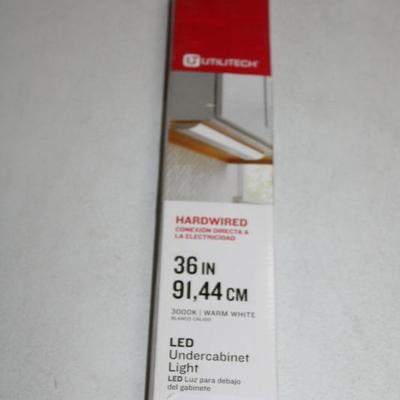 UTILITECH®
HARDWIRED
CONEXIÓN DIRECTA A
LA ELECTRICIDAD
36 IN
91,44 CM
3000K | WARM WHITE
BLANCO CÁLIDO
LED
Undercabinet
Light
LED Luz para debajo
del gabinete